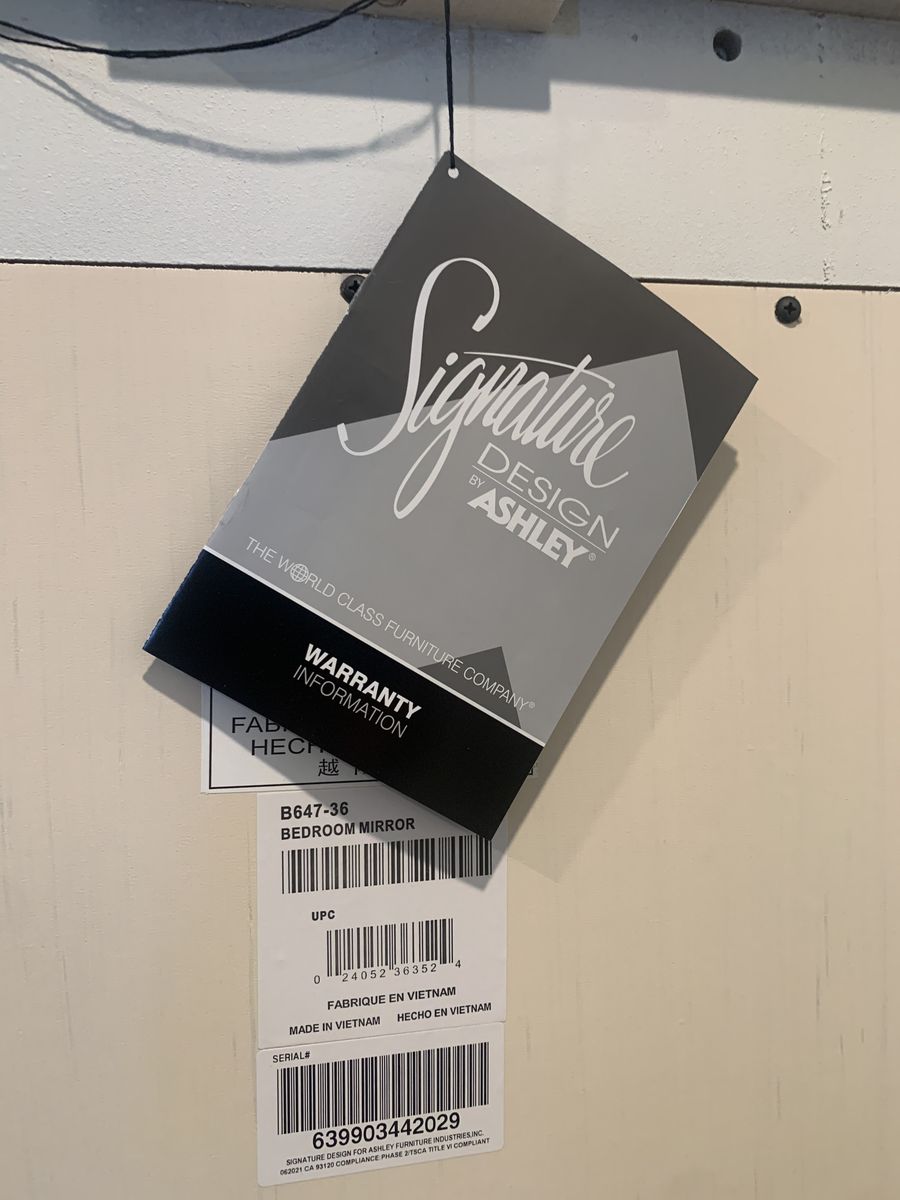 Signature
DESIGN
BY ASHLEY®
THE WORLD CLASS FURNITURE COMPANY®
WARRANTY
INFORMATION
越
B647-36
BEDROOM MIRROR
UPC
0 24052 36352 4
FABRIQUE EN VIETNAM
MADE IN VIETNAM HECHO EN VIETNAM
SERIAL#
639903442029
SIGNATURE DESIGN FOR ASHLEY FURNITURE INDUSTRIES,INC.
062021 CA 93120 COMPLIANCE PHASE 2/TSCA TITLE VI COMPLIANT